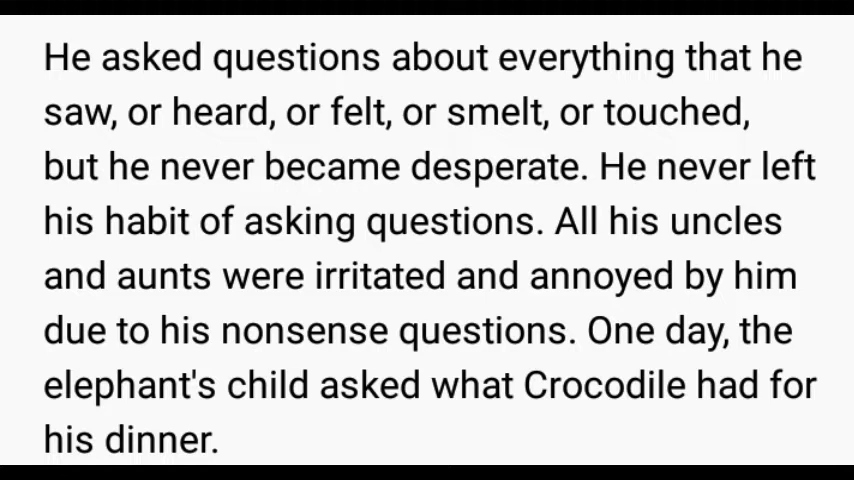 He asked questions about everything that he
saw, or heard, or felt, or smelt, or touched,
but he never became desperate. He never left
his habit of asking questions. All his uncles
and aunts were irritated and annoyed by him
due to his nonsense questions. One day, the
elephant's child asked what Crocodile had for
his dinner.